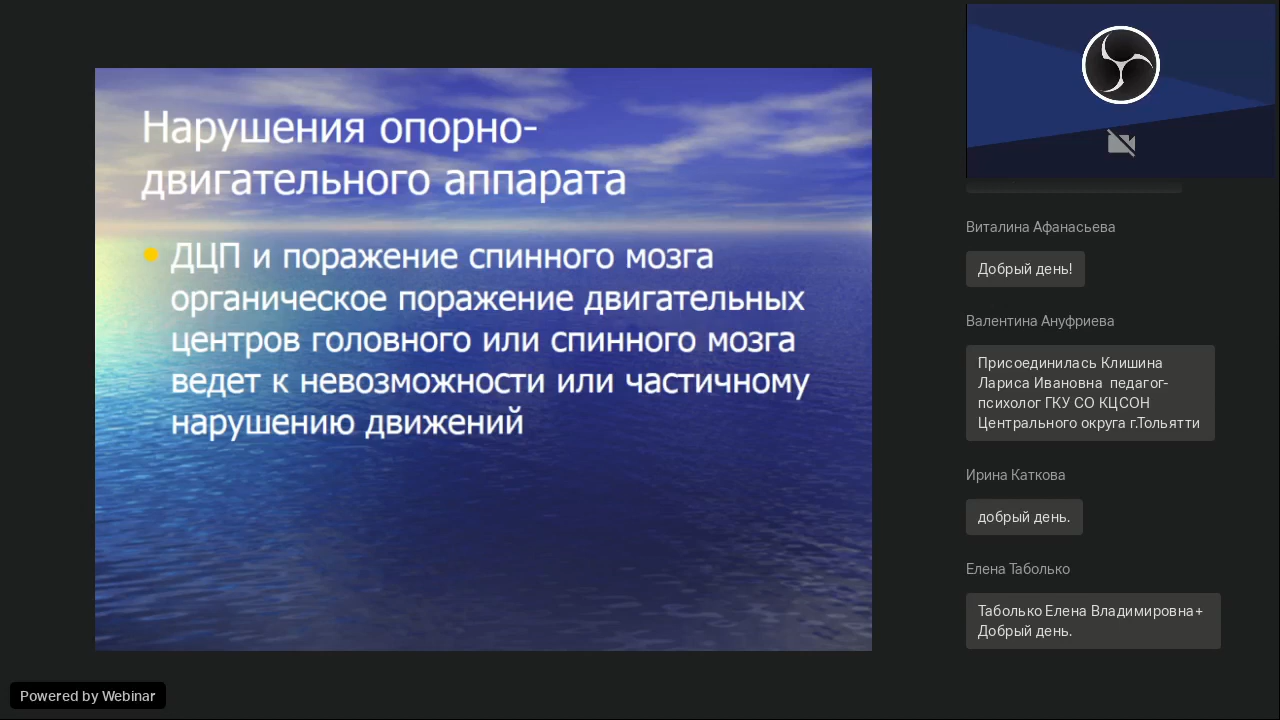 Нарушения опорно-
двигательного аппарата
ДЦП и поражение спинного мозга
органическое поражение двигательных
центров головного или спинного мозга
ведет к невозможности или частичному
нарушению движений
Виталина Афанасьева
Добрый день!
Валентина Ануфриева
Присоединилась Клишина
Лариса Ивановна педагог-
психолог ГКУ СО КЦСОН
Центрального округа г.Тольятти
Ирина Каткова
добрый день.
Елена Таболько
Таболько Елена Владимировна+
Добрый день.
Powered by Webinar